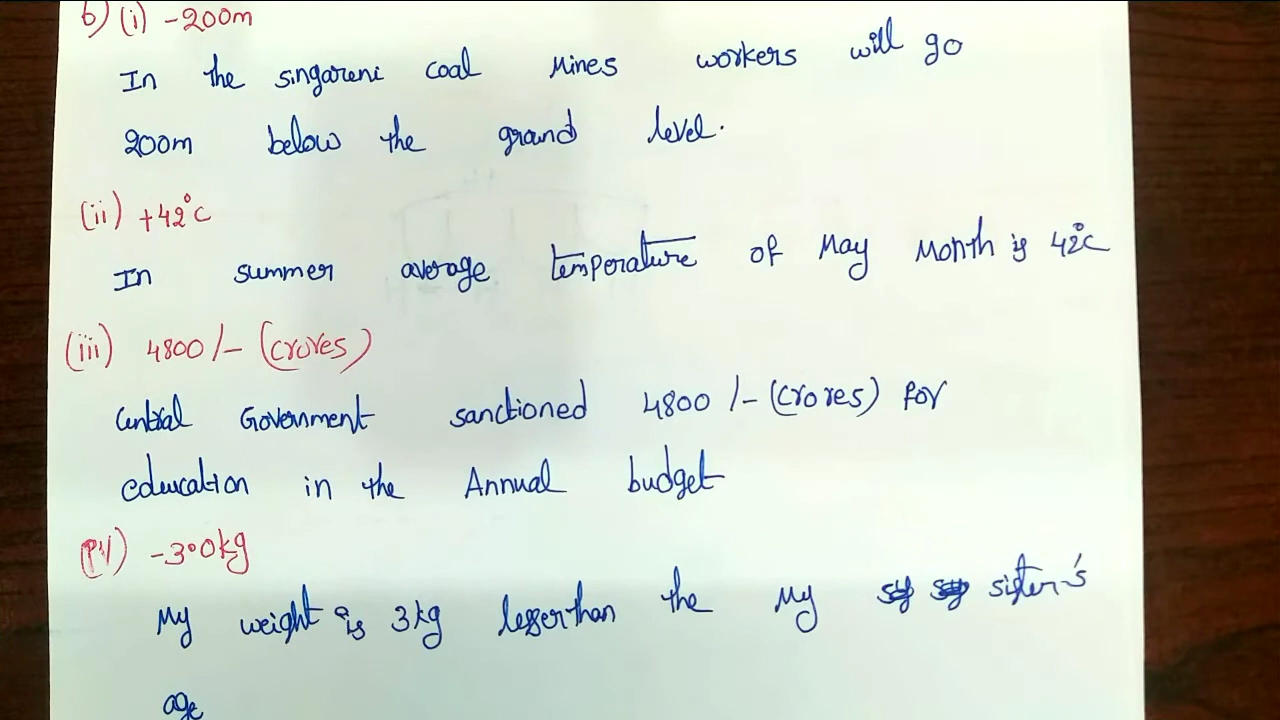 b) (i) -200m
In the singareni coal Mines workers will go
200m below the grand level.
(ii) +42°C
In summer average temperature of May Month is 42°C
(iii) 4800/- (crores)
Central Government sanctioned 4800/- (crores) for
education in the Annual budget
(iv) -3.0kg
My weight is 3kg lesser than the My sister's
age